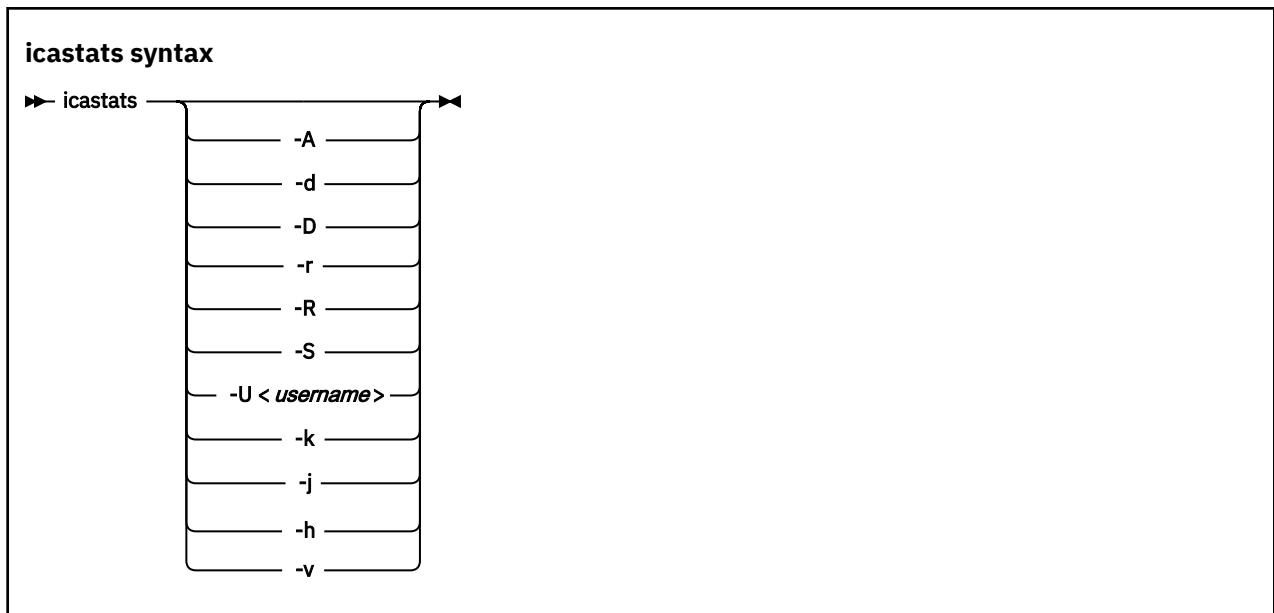 icastats syntax
icastats
-A
-d
-D
-r
-R
-S
-U < username >
-k
-j
-h
-v